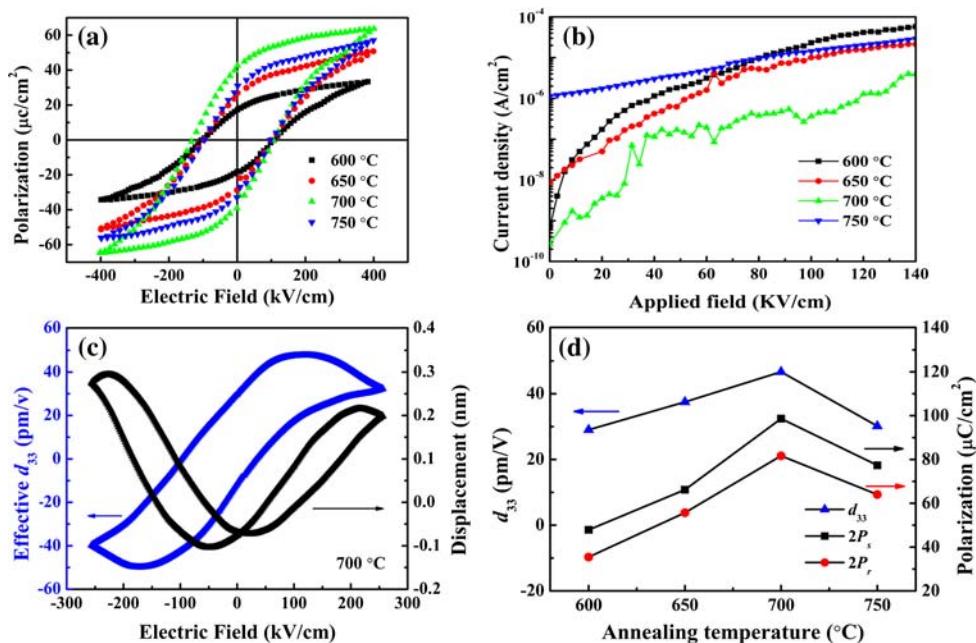 (a)
Polarization (μc/cm²)
60
40
20
0
-20
-40
-60
600 °C
650 °C
700 °C
750 °C
-400 -200 0 200 400
Electric Field (kV/cm)
(b)
Current density (A/cm²)
10⁻⁴
10⁻⁶
10⁻⁸
10⁻¹⁰
600 °C
650 °C
700 °C
750 °C
0 20 40 60 80 100 120 140
Applied field (KV/cm)
(c)
Effective d₃₃ (pm/v)
60
40
20
0
-20
-40
-60
0.4
0.3
0.2
0.1
0.0
-0.1
-0.2
Displacement (nm)
700 °C
-300 -200 -100 0 100 200 300
Electric Field (kV/cm)
(d)
d₃₃ (pm/V)
60
40
20
0
-20
140
120
100
80
60
40
20
Polarization (μC/cm²)
d₃₃
2Pₛ
2Pᵣ
600 650 700 750
Annealing temperature (°C)